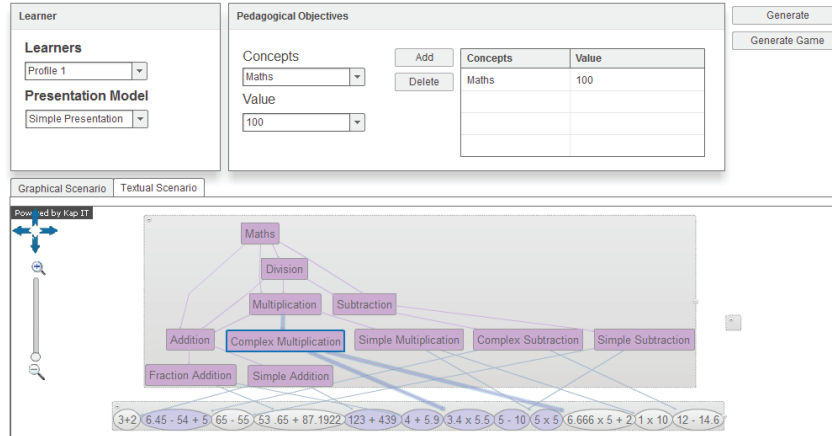 Learner
Pedagogical Objectives
Generate
Generate Game
Learners
Profile 1
Presentation Model
Simple Presentation
Concepts
Maths
Value
100
Add
Delete
Concepts Value
Maths 100
Graphical Scenario Textual Scenario
Powered by Kap IT
Maths
Division
Multiplication Subtraction
Addition Complex Multiplication Simple Multiplication Complex Subtraction Simple Subtraction
Fraction Addition Simple Addition
3+2 6.45 - 54 + 5 65 - 55 53 .65 + 87.1922 123 + 439 4 + 5.9 3.4 x 5.5 5 - 10 5 x 5 6.666 x 5 + 2 1 x 10 12 - 14.6